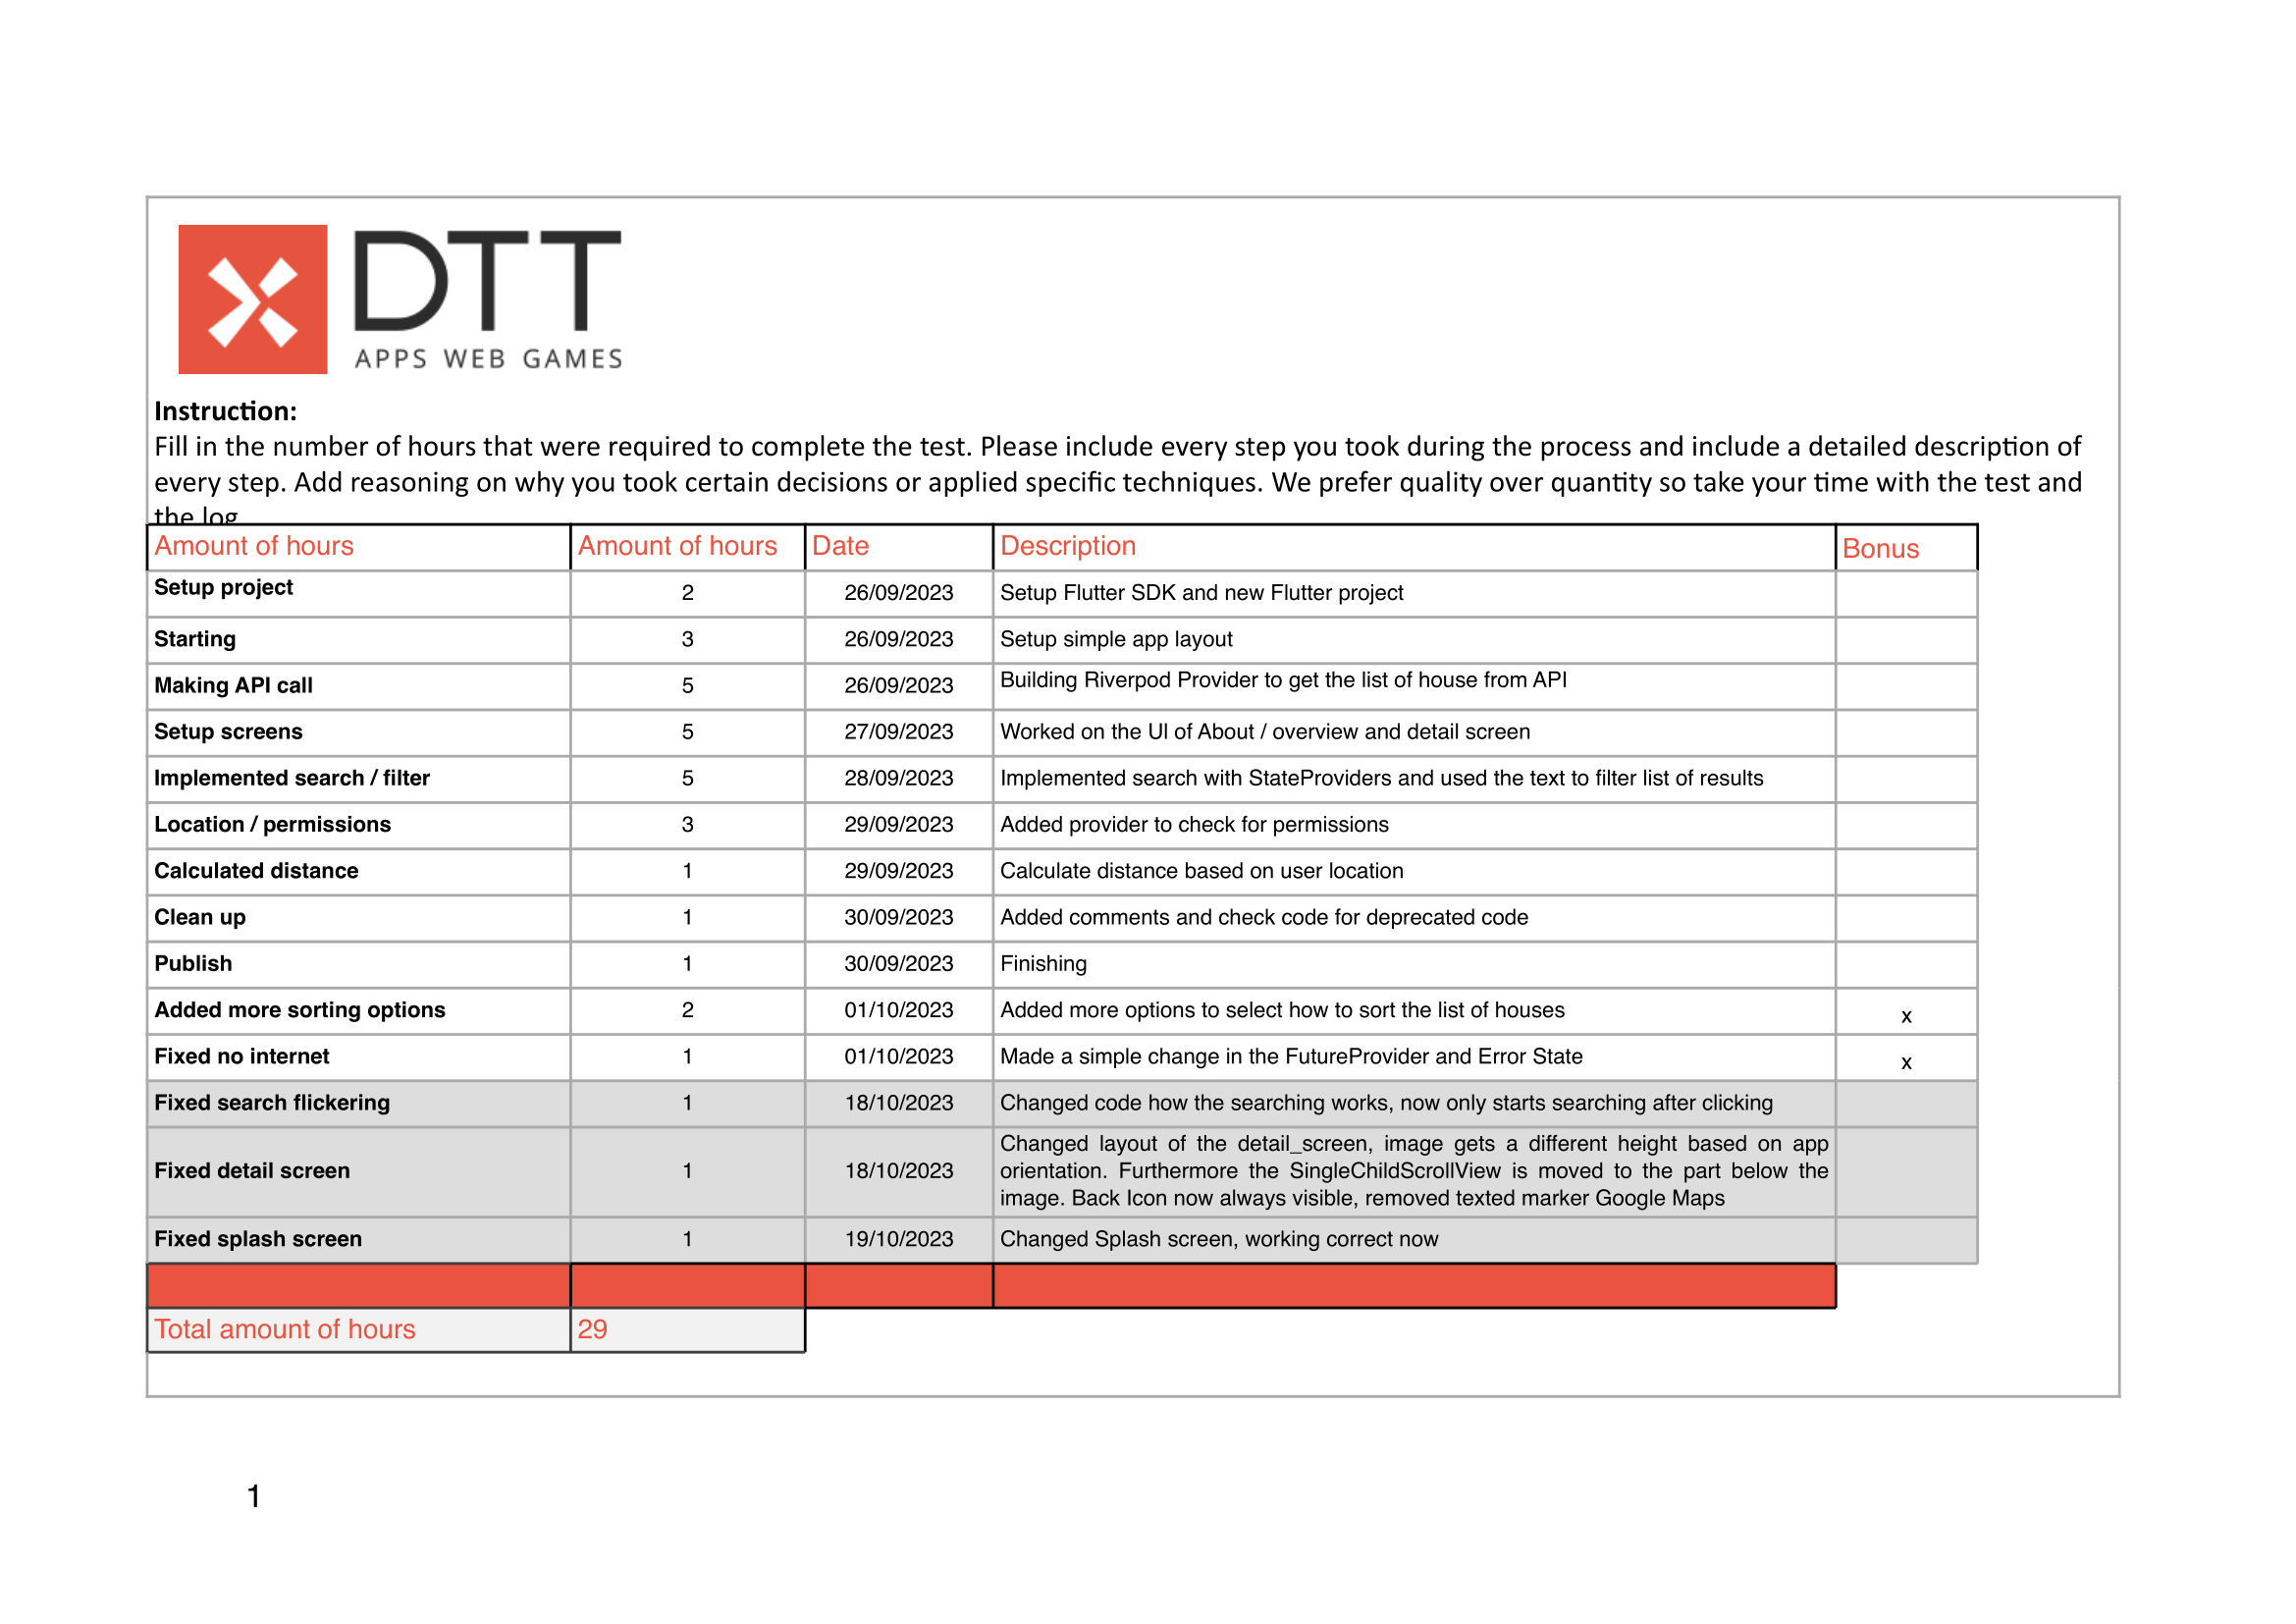 DTT
APPS WEB GAMES
Instruction:
Fill in the number of hours that were required to complete the test. Please include every step you took during the process and include a detailed description of
every step. Add reasoning on why you took certain decisions or applied specific techniques. We prefer quality over quantity so take your time with the test and
the log
Amount of hours Amount of hours Date Description Bonus
Setup project 2 26/09/2023 Setup Flutter SDK and new Flutter project
Starting 3 26/09/2023 Setup simple app layout
Making API call 5 26/09/2023 Building Riverpod Provider to get the list of house from API
Setup screens 5 27/09/2023 Worked on the UI of About / overview and detail screen
Implemented search / filter 5 28/09/2023 Implemented search with StateProviders and used the text to filter list of results
Location / permissions 3 29/09/2023 Added provider to check for permissions
Calculated distance 1 29/09/2023 Calculate distance based on user location
Clean up 1 30/09/2023 Added comments and check code for deprecated code
Publish 1 30/09/2023 Finishing
Added more sorting options 2 01/10/2023 Added more options to select how to sort the list of houses x
Fixed no internet 1 01/10/2023 Made a simple change in the FutureProvider and Error State x
Fixed search flickering 1 18/10/2023 Changed code how the searching works, now only starts searching after clicking
Fixed detail screen 1 18/10/2023 Changed layout of the detail_screen, image gets a different height based on app
orientation. Furthermore the SingleChildScrollView is moved to the part below the
image. Back Icon now always visible, removed texted marker Google Maps
Fixed splash screen 1 19/10/2023 Changed Splash screen, working correct now
Total amount of hours 29
1